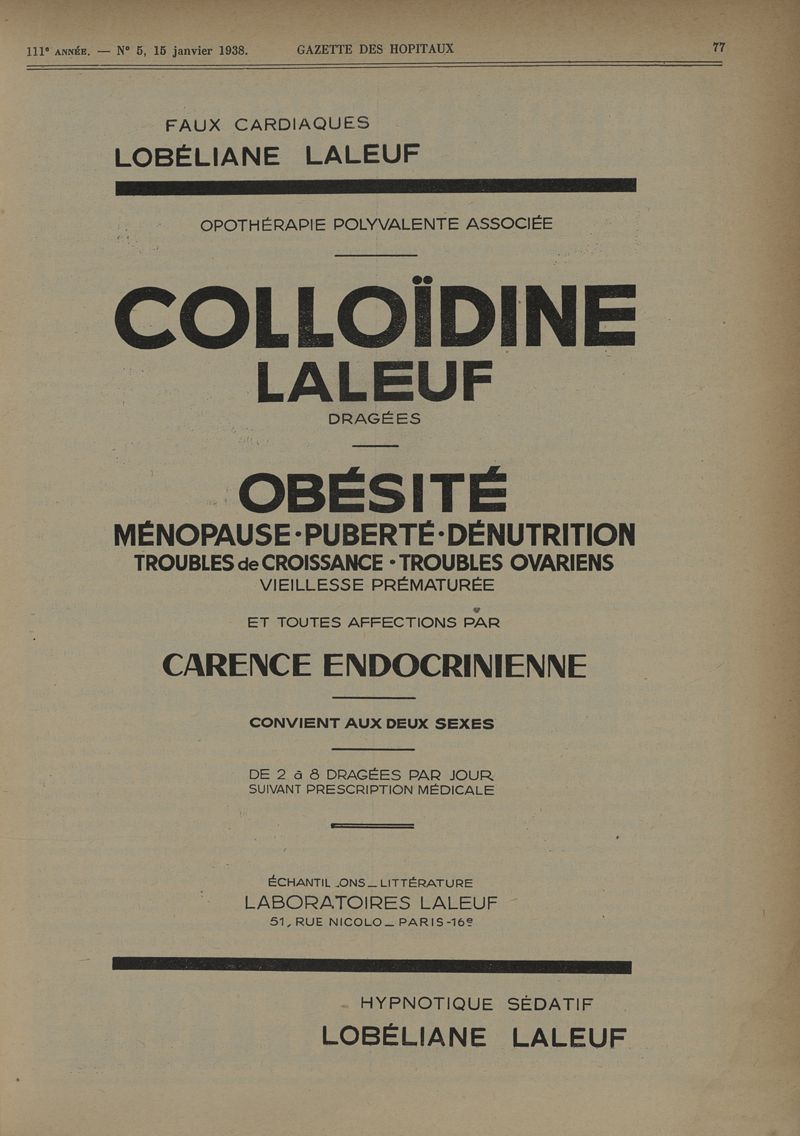 111e ANNÉE. — N° 5, 15 janvier 1938. GAZETTE DES HOPITAUX 77
FAUX CARDIAQUES
LOBÉLIANE LALEUF
OPOTHÉRAPIE POLYVALENTE ASSOCIÉE
COLLOÏDINE
LALEUF
DRAGÉES
OBÉSITÉ
MÉNOPAUSE•PUBERTÉ•DÉNUTRITION
TROUBLES de CROISSANCE • TROUBLES OVARIENS
VIEILLESSE PRÉMATURÉE
ET TOUTES AFFECTIONS PAR
CARENCE ENDOCRINIENNE
CONVIENT AUX DEUX SEXES
DE 2 à 8 DRAGÉES PAR JOUR
SUIVANT PRESCRIPTION MÉDICALE
ÉCHANTIL ONS _ LITTÉRATURE
LABORATOIRES LALEUF
51, RUE NICOLO _ PARIS-16e
HYPNOTIQUE SÉDATIF
LOBÉLIANE LALEUF